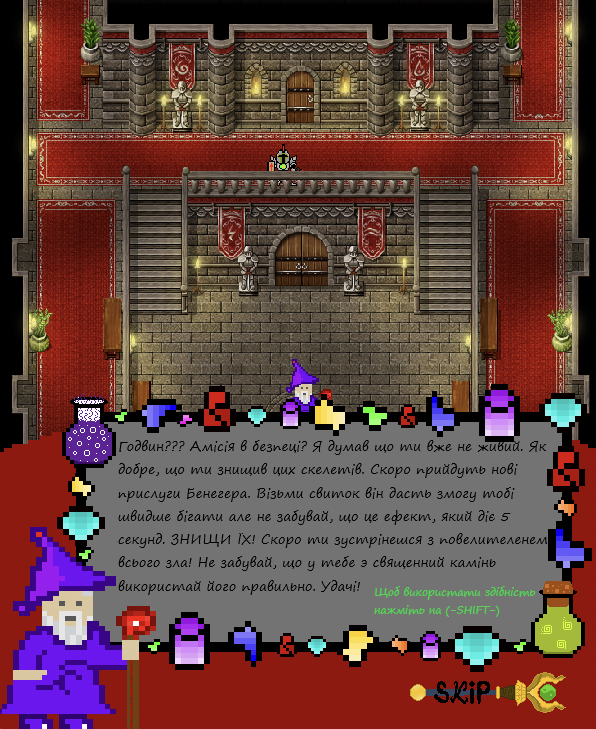 Годвин??? Амісія в безпеці? Я думав що ти вже не живий. Як
добре, що ти знищив цих скелетів. Скоро прийдуть нові
прислуги Бенегера. Візьми свиток він дасть змогу тобі
швидше бігати але не забувай, що це ефект, який діє 5
секунд. ЗНИЩИ ЇХ! Скоро ти зустрінешся з повелителенем
всього зла! Не забувай, що у тебе э священний камінь
використай його правильно. Удачі!
Щоб використати здібність
нажміть на (-SHIFT-)
SKiP